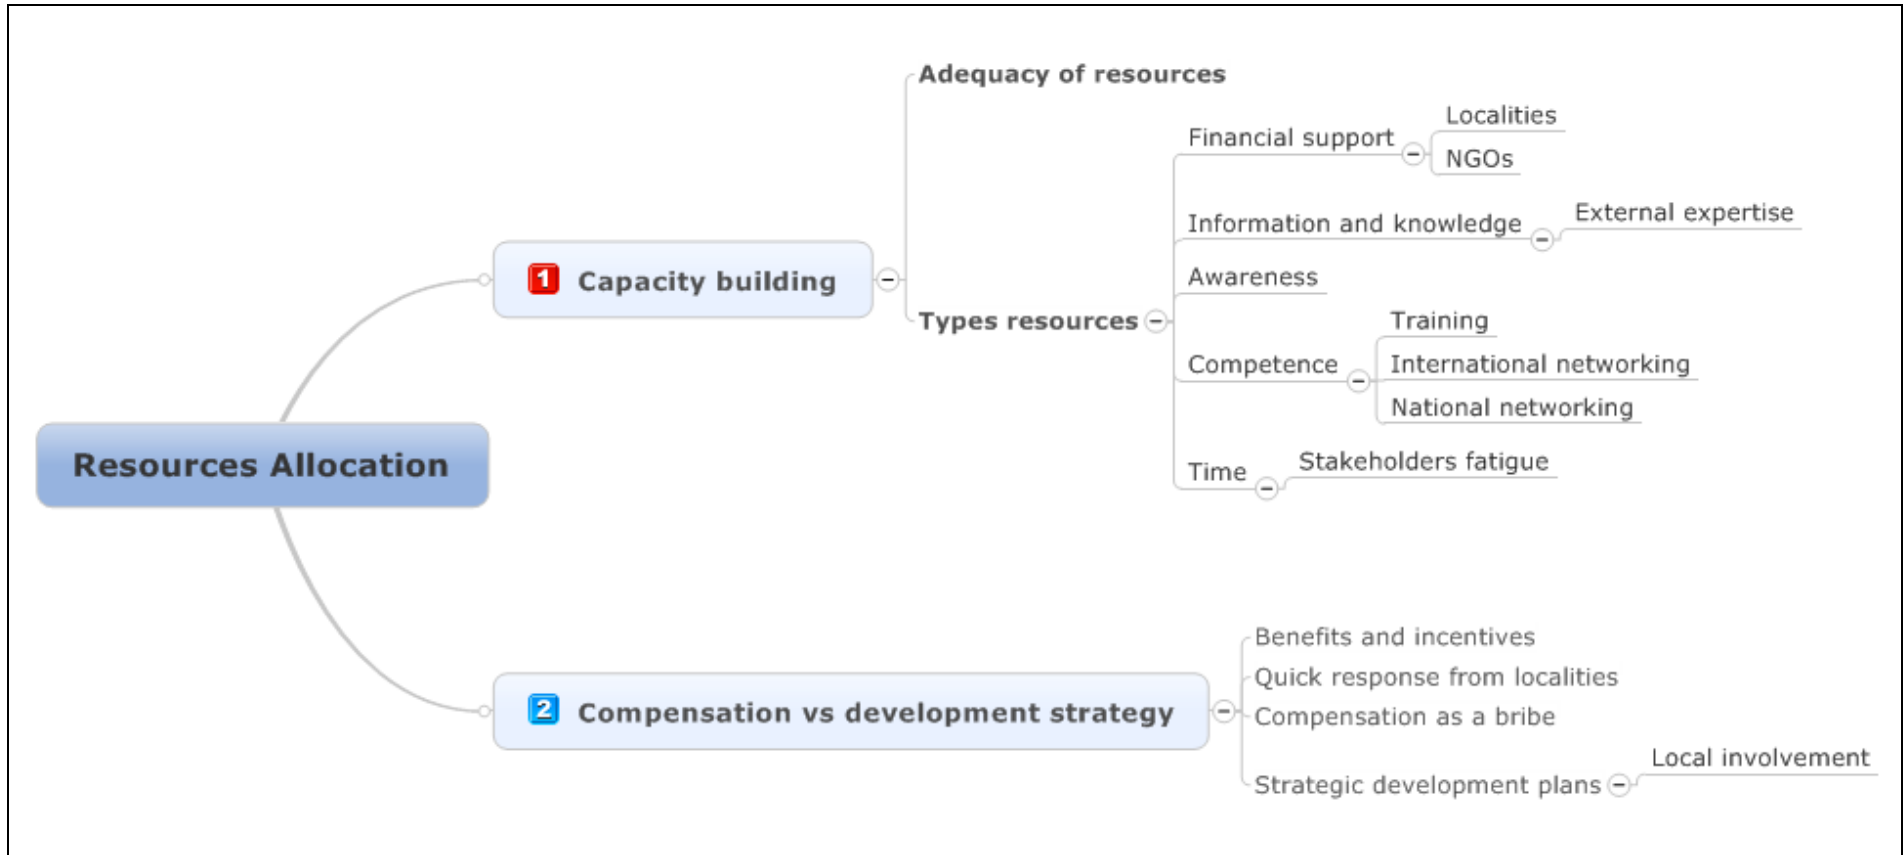 Resources Allocation
1 Capacity building
Adequacy of resources
Types resources
Financial support
Localities
NGOs
Information and knowledge
External expertise
Awareness
Competence
Training
International networking
National networking
Time
Stakeholders fatigue
2 Compensation vs development strategy
Benefits and incentives
Quick response from localities
Compensation as a bribe
Strategic development plans
Local involvement